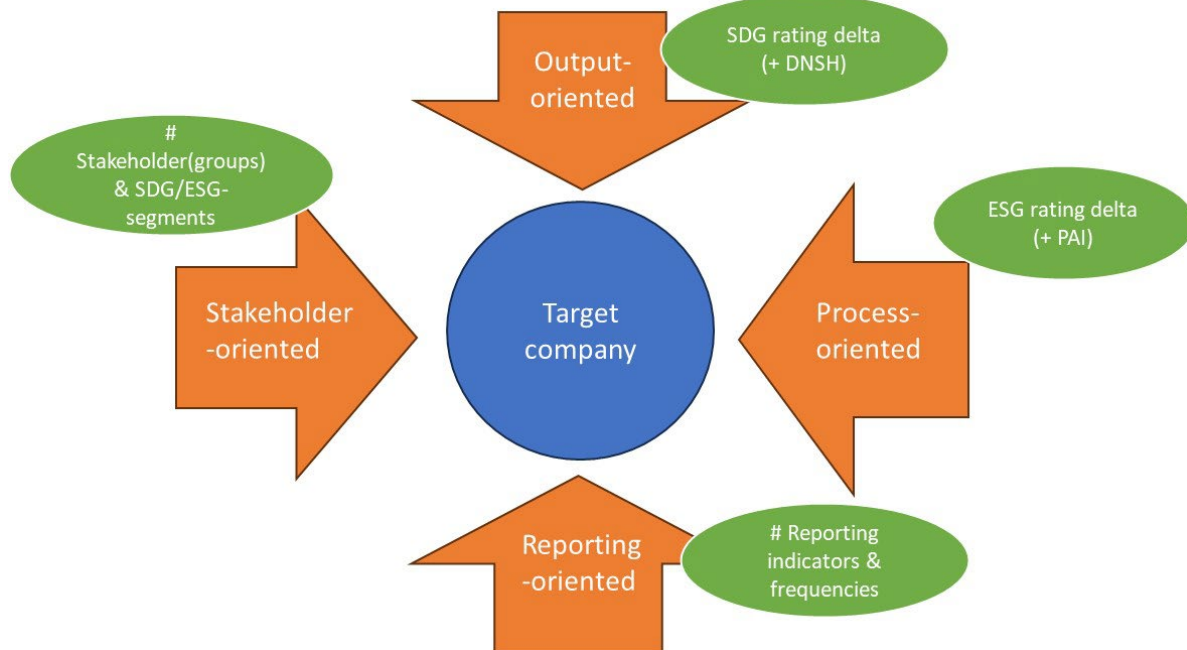 Output-
oriented
SDG rating delta
(+ DNSH)
#
Stakeholder(groups)
& SDG/ESG-
segments
ESG rating delta
(+ PAI)
Stakeholder
-oriented
Target
company
Process-
oriented
Reporting
-oriented
# Reporting
indicators &
frequencies